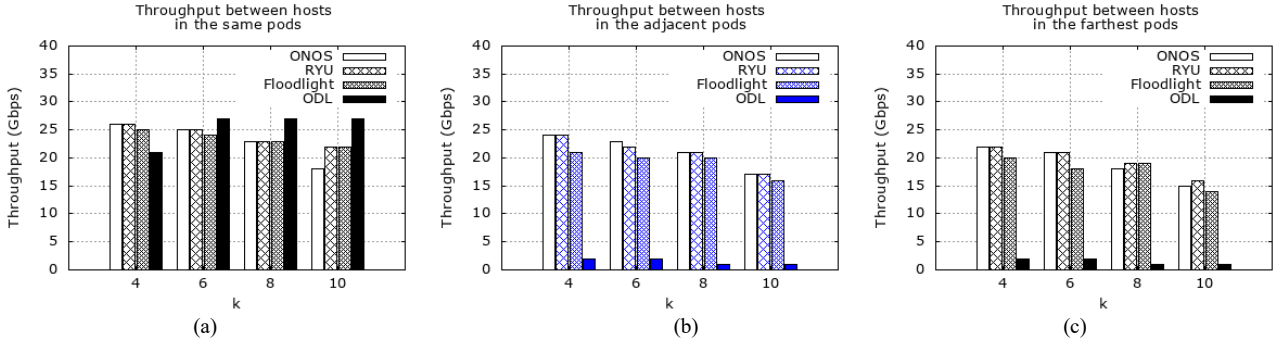 Throughput between hosts
in the same pods
40
35
30
25
20
15
10
5
0
Throughput (Gbps)
ONOS
RYU
Floodlight
ODL
4
6
8
10
k
(a)
Throughput between hosts
in the adjacent pods
40
35
30
25
20
15
10
5
0
Throughput (Gbps)
ONOS
RYU
Floodlight
ODL
4
6
8
10
k
(b)
Throughput between hosts
in the farthest pods
40
35
30
25
20
15
10
5
0
Throughput (Gbps)
ONOS
RYU
Floodlight
ODL
4
6
8
10
k
(c)